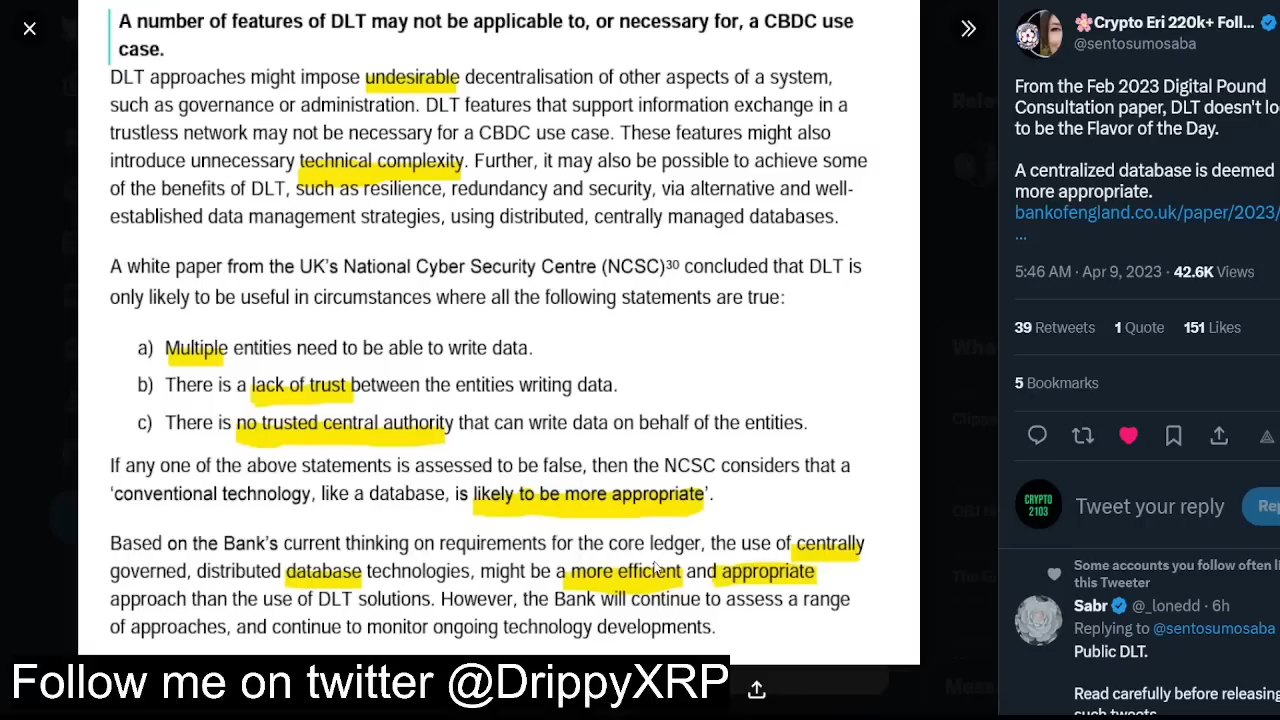 A number of features of DLT may not be applicable to, or necessary for, a CBDC use
case.
DLT approaches might impose undesirable decentralisation of other aspects of a system,
such as governance or administration. DLT features that support information exchange in a
trustless network may not be necessary for a CBDC use case. These features might also
introduce unnecessary technical complexity. Further, it may also be possible to achieve some
of the benefits of DLT, such as resilience, redundancy and security, via alternative and well-
established data management strategies, using distributed, centrally managed databases.
A white paper from the UK's National Cyber Security Centre (NCSC)30 concluded that DLT is
only likely to be useful in circumstances where all the following statements are true:
a) Multiple entities need to be able to write data.
b) There is a lack of trust between the entities writing data.
c) There is no trusted central authority that can write data on behalf of the entities.
If any one of the above statements is assessed to be false, then the NCSC considers that a
‘conventional technology, like a database, is likely to be more appropriate’.
Based on the Bank's current thinking on requirements for the core ledger, the use of centrally
governed, distributed database technologies, might be a more efficient and appropriate
approach than the use of DLT solutions. However, the Bank will continue to assess a range
of approaches, and continue to monitor ongoing technology developments.
Follow me on twitter @DrippyXRP
🌸Crypto Eri 220k+ Foll...
@sentosumosaba
From the Feb 2023 Digital Pound
Consultation paper, DLT doesn't lo
to be the Flavor of the Day.
A centralized database is deemed
more appropriate.
bankofengland.co.uk/paper/2023/
...
5:46 AM · Apr 9, 2023 · 42.6K Views
39 Retweets 1 Quote 151 Likes
5 Bookmarks
CRYPTO
2103
Tweet your reply
Rep
Some accounts you follow often li
this Tweeter
Sabr @_lonedd · 6h
Replying to @sentosumosaba
Public DLT.
Read carefully before releasing
such tweets